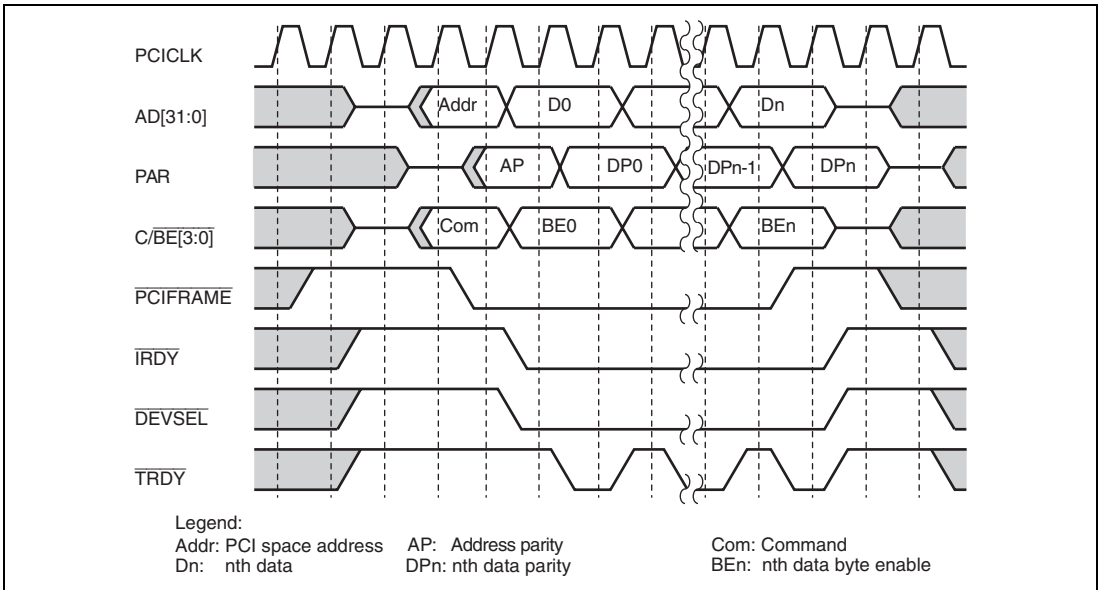 PCICLK
AD[31:0] Addr D0 Dn
PAR AP DP0 DPn-1 DPn
C/BE[3:0] Com BE0 BEn
PCIFRAME
IRDY
DEVSEL
TRDY
Legend:
Addr: PCI space address AP: Address parity Com: Command
Dn: nth data DPn: nth data parity BEn: nth data byte enable